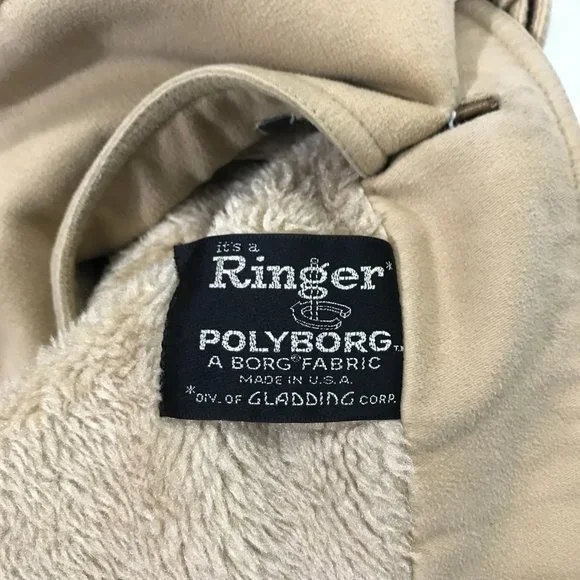 it's a
Ringer*
POLYBORG™
A BORG® FABRIC
MADE IN U.S.A.
*DIV. OF GLADDING CORP.